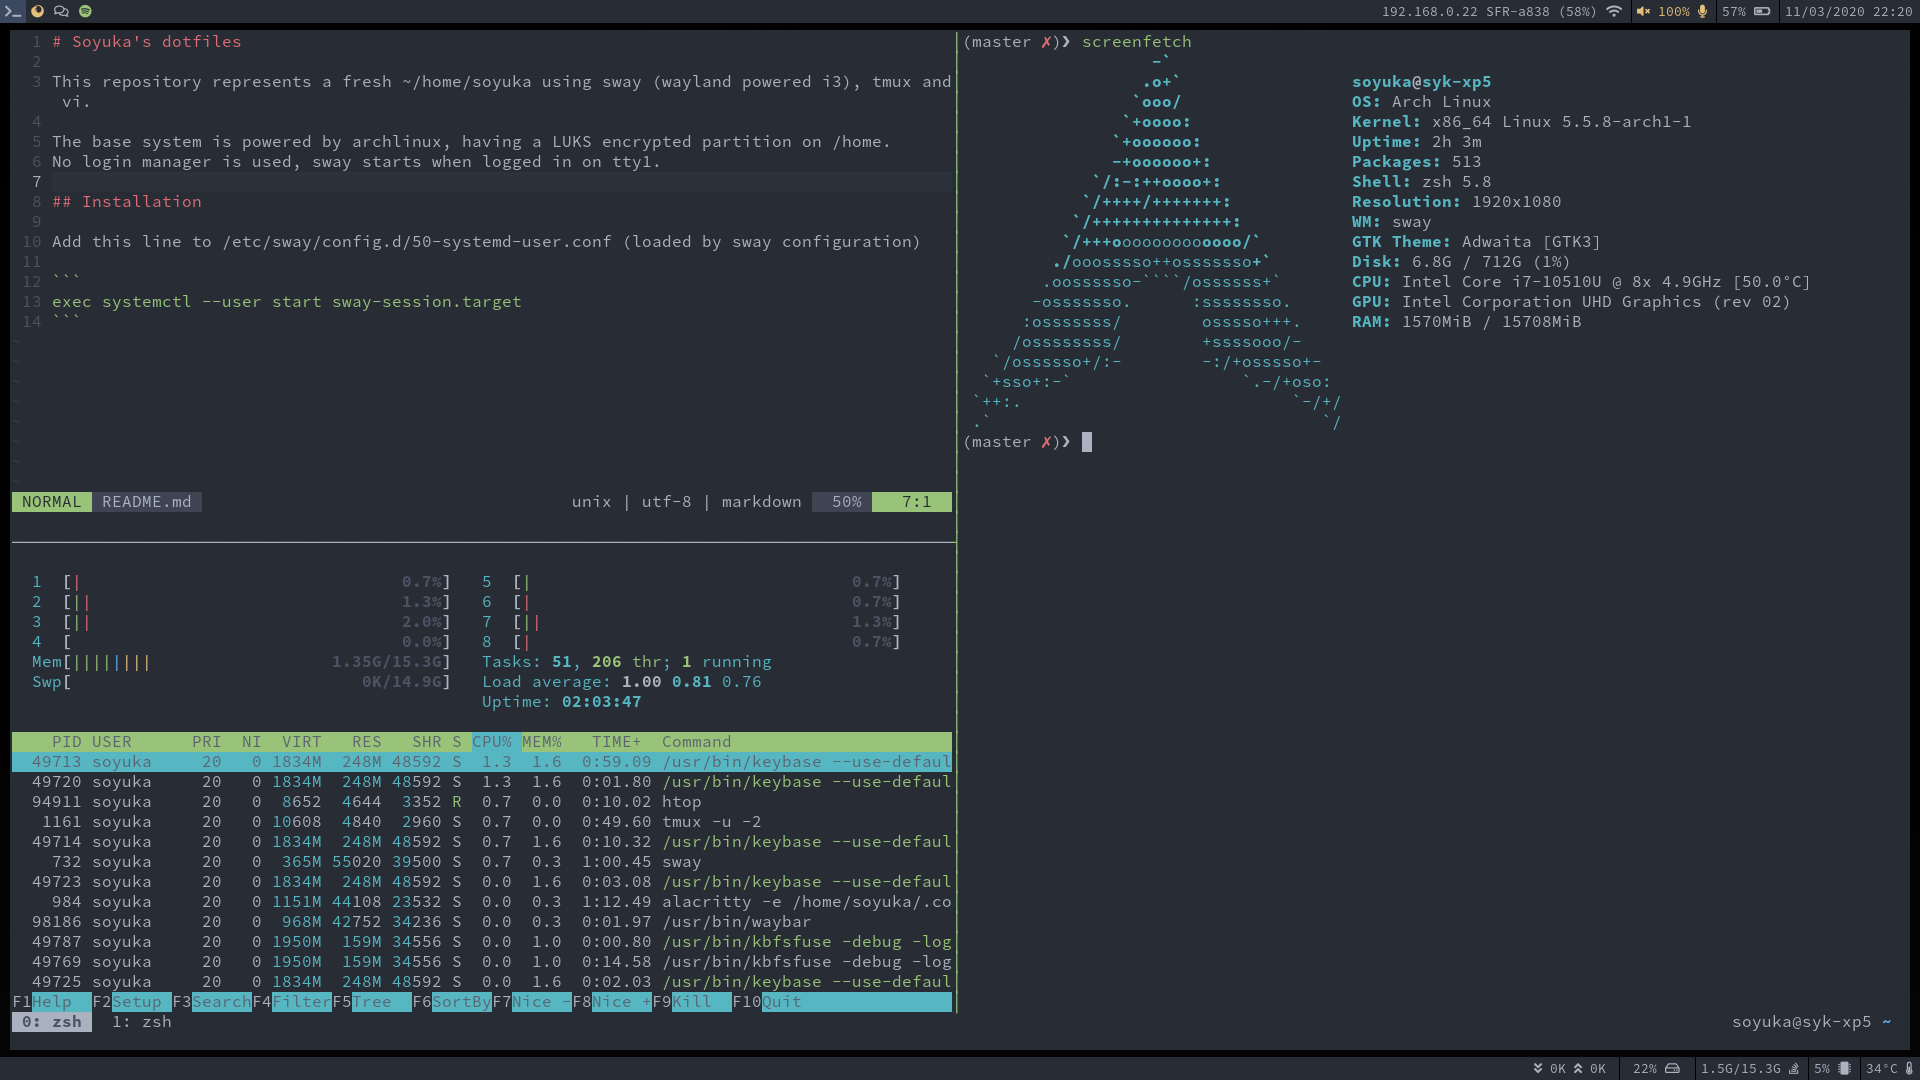 192.168.0.22 SFR-a838 (58%) 100% 57% 11/03/2020 22:20
1 # Soyuka's dotfiles
2
3 This repository represents a fresh ~/home/soyuka using sway (wayland powered i3), tmux and
vi.
4
5 The base system is powered by archlinux, having a LUKS encrypted partition on /home.
6 No login manager is used, sway starts when logged in on tty1.
7
8 ## Installation
9
10 Add this line to /etc/sway/config.d/50-systemd-user.conf (loaded by sway configuration)
11
12 ```
13 exec systemctl --user start sway-session.target
14 ```
~
~
~
~
~
~
~
~
NORMAL README.md unix | utf-8 | markdown 50% 7:1
1 [| 0.7%] 5 [| 0.7%]
2 [|| 1.3%] 6 [| 0.7%]
3 [|| 2.0%] 7 [|| 1.3%]
4 [ 0.0%] 8 [| 0.7%]
Mem[|||||||| 1.35G/15.3G] Tasks: 51, 206 thr; 1 running
Swp[ 0K/14.9G] Load average: 1.00 0.81 0.76
Uptime: 02:03:47
PID USER PRI NI VIRT RES SHR S CPU% MEM% TIME+ Command
49713 soyuka 20 0 1834M 248M 48592 S 1.3 1.6 0:59.09 /usr/bin/keybase --use-defaul
49720 soyuka 20 0 1834M 248M 48592 S 1.3 1.6 0:01.80 /usr/bin/keybase --use-defaul
94911 soyuka 20 0 8652 4644 3352 R 0.7 0.0 0:10.02 htop
1161 soyuka 20 0 10608 4840 2960 S 0.7 0.0 0:49.60 tmux -u -2
49714 soyuka 20 0 1834M 248M 48592 S 0.7 1.6 0:10.32 /usr/bin/keybase --use-defaul
732 soyuka 20 0 365M 55020 39500 S 0.7 0.3 1:00.45 sway
49723 soyuka 20 0 1834M 248M 48592 S 0.0 1.6 0:03.08 /usr/bin/keybase --use-defaul
984 soyuka 20 0 1151M 44108 23532 S 0.0 0.3 1:12.49 alacritty -e /home/soyuka/.co
98186 soyuka 20 0 968M 42752 34236 S 0.0 0.3 0:01.97 /usr/bin/waybar
49787 soyuka 20 0 1950M 159M 34556 S 0.0 1.0 0:00.80 /usr/bin/kbfsfuse -debug -log
49769 soyuka 20 0 1950M 159M 34556 S 0.0 1.0 0:14.58 /usr/bin/kbfsfuse -debug -log
49725 soyuka 20 0 1834M 248M 48592 S 0.0 1.6 0:02.03 /usr/bin/keybase --use-defaul
F1Help F2Setup F3SearchF4FilterF5Tree F6SortByF7Nice -F8Nice +F9Kill F10Quit
(master ✗)❯ screenfetch
-`
.o+`
`ooo/
`+oooo:
`+oooooo:
-+oooooo+:
`/:-:++oooo+:
`/++++/+++++++:
`/++++++++++++++:
`/+++ooooooooooooo/`
./ooosssso++osssssso+`
.oossssso-````/ossssss+`
-osssssso. :ssssssso.
:osssssss/ osssso+++.
/ossssssss/ +ssssooo/-
`/ossssso+/:- -:/+osssso+-
`+sso+:-` `.-/+oso:
`++:. `-/+/
.` `/
soyuka@syk-xp5
OS: Arch Linux
Kernel: x86_64 Linux 5.5.8-arch1-1
Uptime: 2h 3m
Packages: 513
Shell: zsh 5.8
Resolution: 1920x1080
WM: sway
GTK Theme: Adwaita [GTK3]
Disk: 6.8G / 712G (1%)
CPU: Intel Core i7-10510U @ 8x 4.9GHz [50.0°C]
GPU: Intel Corporation UHD Graphics (rev 02)
RAM: 1570MiB / 15708MiB
(master ✗)❯
0: zsh 1: zsh soyuka@syk-xp5 ~
0K 0K 22% 1.5G/15.3G 5% 34°C